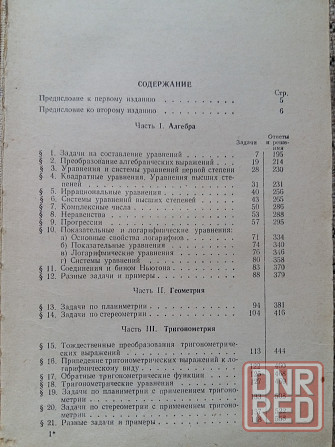 СОДЕРЖАНИЕ
Стр.
Предисловие к первому изданию . . . . . . . . . . 5
Предисловие ко второму изданию . . . . . . . . . . 6
Часть I. Алгебра
Задачи Ответы и решения
§ 1. Задачи на составление уравнений . . . . 7 195
§ 2. Преобразование алгебраических выражений . 19 214
§ 3. Уравнения и системы уравнений первой степени 28 230
§ 4. Квадратные уравнения. Уравнения высших степеней . . . . 31 231
§ 5. Иррациональные уравнения . . . . 40 256
§ 6. Системы уравнений высших степеней . . 43 265
§ 7. Комплексные числа . . . . 50 286
§ 8. Неравенства . . . . 53 288
§ 9. Прогрессии . . . . 57 295
§ 10. Показательные и логарифмические уравнения:
а) Основные свойства логарифмов . . 71 334
б) Показательные уравнения . . . 74 340
в) Логарифмические уравнения . . . 76 346
г) Системы уравнений . . . 80 358
§ 11. Соединения и бином Ньютона . . . 83 370
§ 12. Разные задачи и примеры . . . 88 379
Часть II. Геометрия
§ 13. Задачи по планиметрии . . . 94 381
§ 14. Задачи по стереометрии . . . 104 416
Часть III. Тригонометрия
§ 15. Тождественные преобразования тригонометрических выражений . . . 113 444
§ 16. Приведение тригонометрических выражений к логарифмическому виду
§ 17. Обратные тригонометрические функции
§ 18. Тригонометрические уравнения
§ 19. Задачи по планиметрии с применением тригонометрии
§ 20. Задачи по стереометрии с применением тригонометрии
§ 21. Разные задачи и примеры
1*
DNR
RED